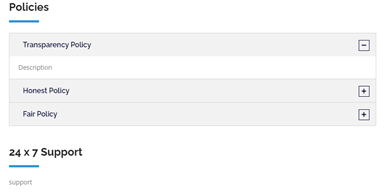 Policies
Transparency Policy
Description
Honest Policy
Fair Policy
24 x 7 Support
support